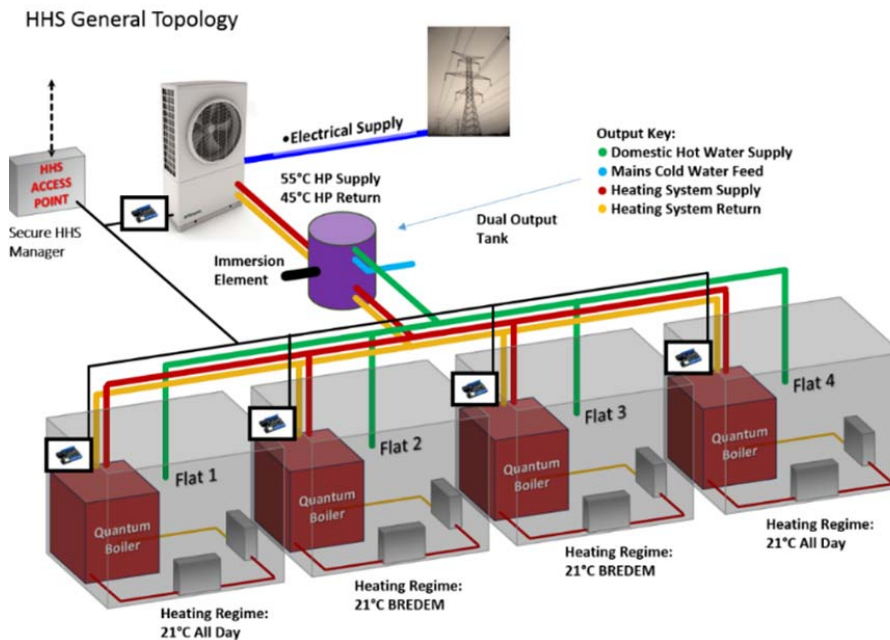 HHS General Topology
•Electrical Supply
Output Key:
Domestic Hot Water Supply
Mains Cold Water Feed
Heating System Supply
Heating System Return
HHS
ACCESS
POINT
Secure HHS
Manager
55°C HP Supply
45°C HP Return
Dual Output
Tank
Immersion
Element
Flat 1
Flat 2
Flat 3
Flat 4
Quantum
Boiler
Quantum
Boiler
Quantum
Boiler
Quantum
Boiler
Heating Regime:
21°C All Day
Heating Regime:
21°C BREDEM
Heating Regime:
21°C BREDEM
Heating Regime:
21°C All Day